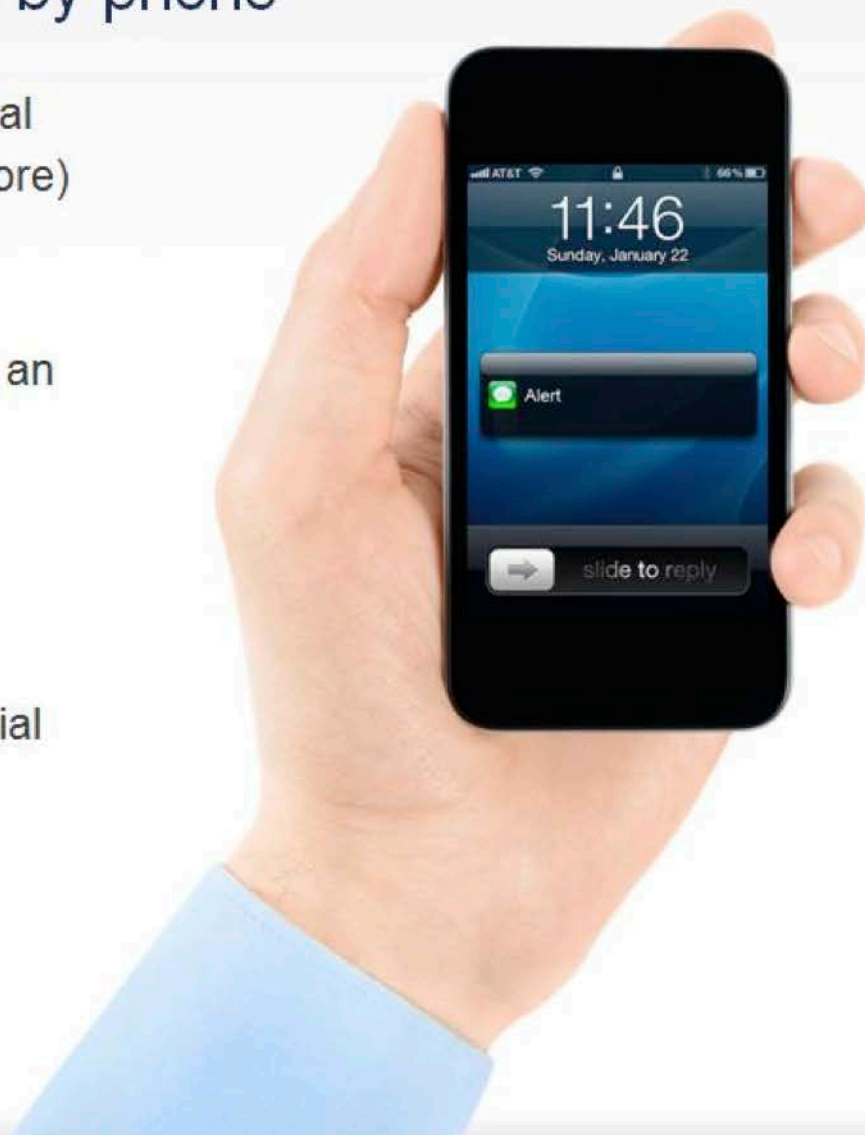 by phone
al
ore)
an
ial
AT&T 66%
11:46
Sunday, January 22
Alert
slide to reply